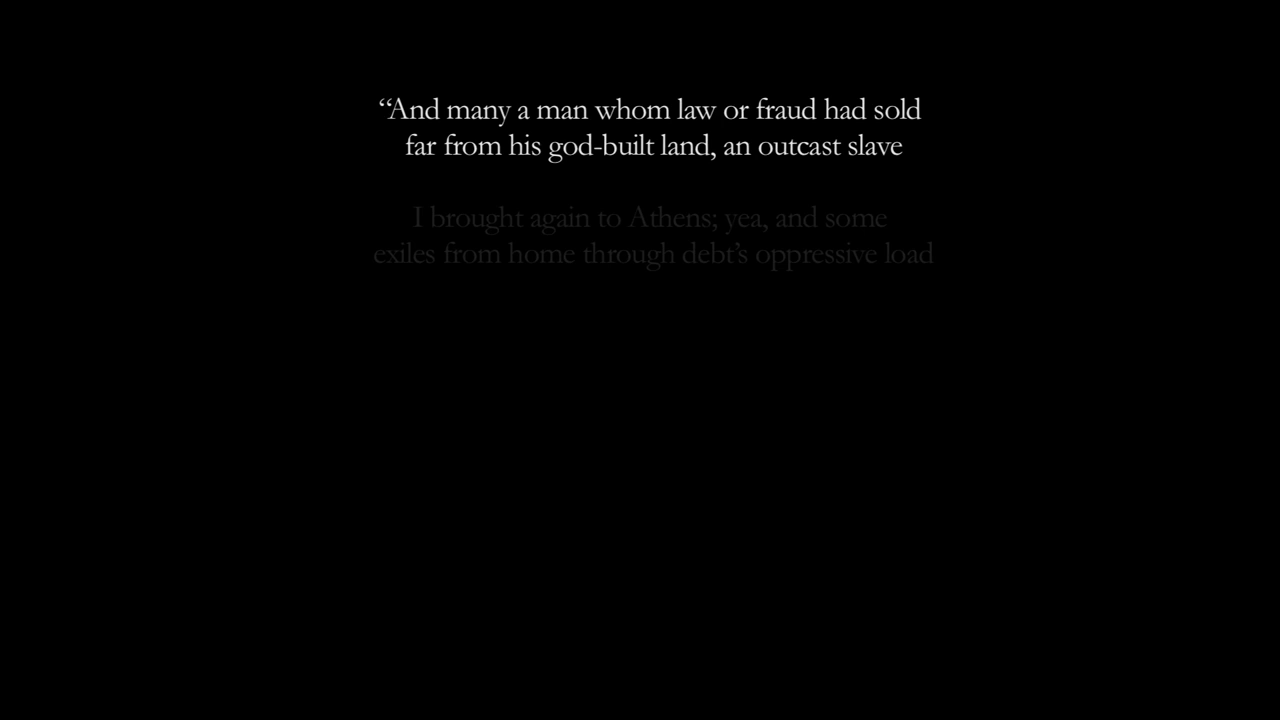 “And many a man whom law or fraud had sold
far from his god-built land, an outcast slave
I brought again to Athens; yea, and some
exiles from home through debt’s oppressive load